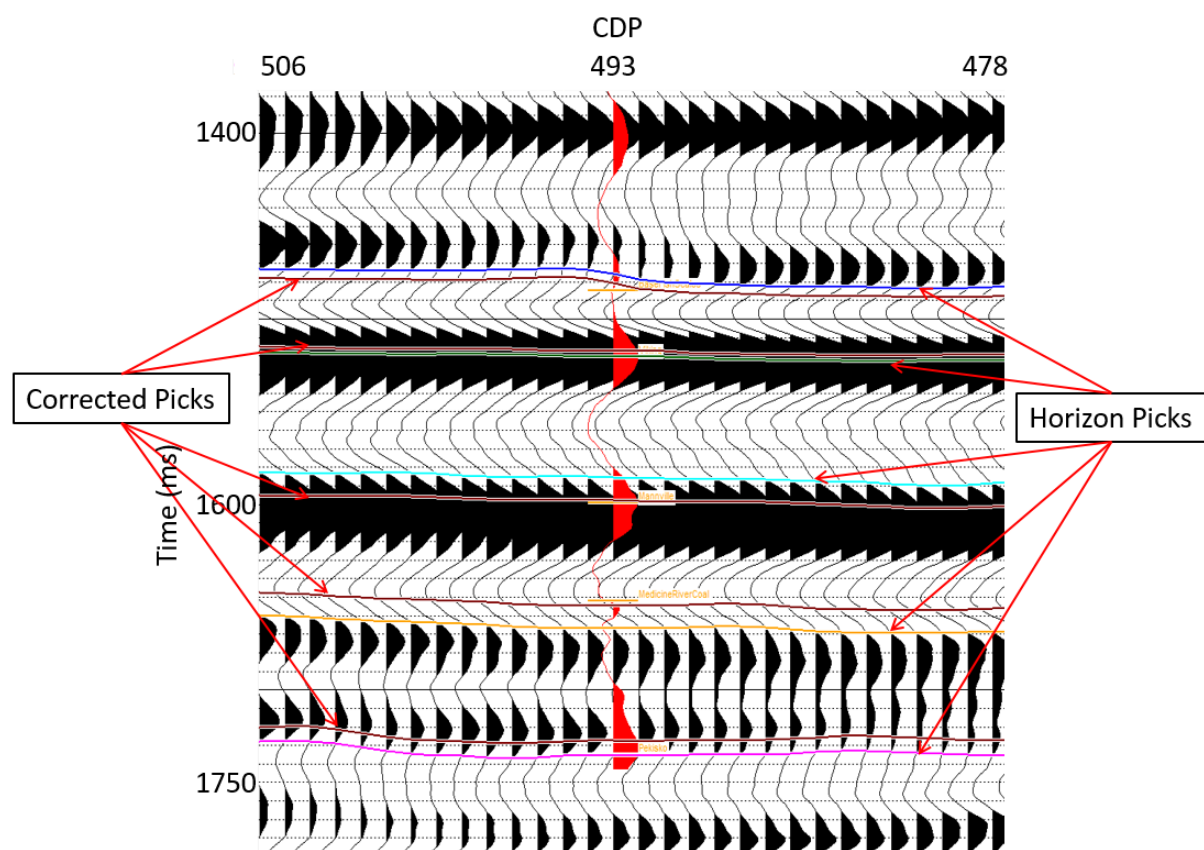 CDP
506 493 478
1400
Corrected Picks
Horizon Picks
Time (ms)
1600
Mannville
MedicineRiverCoal
Pekisko
1750